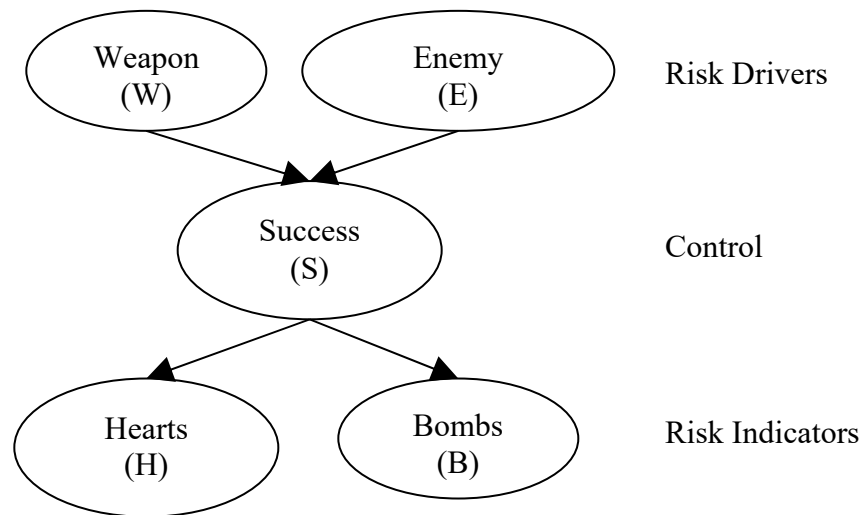 Weapon
(W)
Enemy
(E)
Risk Drivers
Success
(S)
Control
Hearts
(H)
Bombs
(B)
Risk Indicators